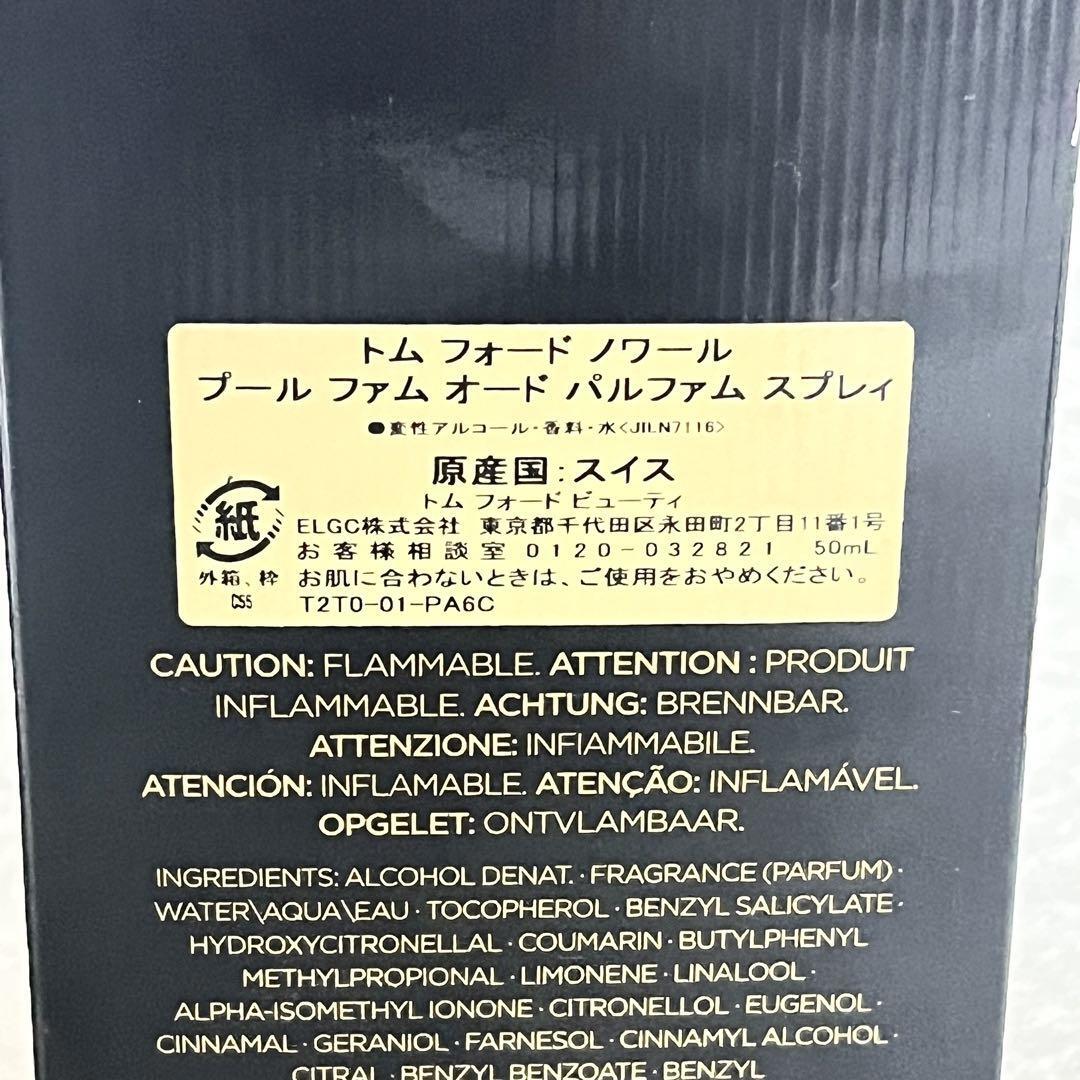 トム フォード ノワール
プール ファム オード パルファム スプレィ
●変性アルコール・香料・水<JILN7116>
原産国:スイス
トム フォード ビューティ
紙
ELGC株式会社 東京都千代田区永田町2丁目11番1号
お客様相談室 0120-032821 50mL
外箱、枠 お肌に合わないときは、ご使用をおやめください。
C55 T2T0-01-PA6C
CAUTION: FLAMMABLE. ATTENTION : PRODUIT
INFLAMMABLE. ACHTUNG: BRENNBAR.
ATTENZIONE: INFIAMMABILE.
ATENCIÓN: INFLAMABLE. ATENÇÃO: INFLAMÁVEL.
OPGELET: ONTVLAMBAAR.
INGREDIENTS: ALCOHOL DENAT. · FRAGRANCE (PARFUM) ·
WATER\AQUA\EAU · TOCOPHEROL · BENZYL SALICYLATE ·
HYDROXYCITRONELLAL · COUMARIN · BUTYLPHENYL
METHYLPROPIONAL · LIMONENE · LINALOOL ·
ALPHA-ISOMETHYL IONONE · CITRONELLOL · EUGENOL ·
CINNAMAL · GERANIOL · FARNESOL · CINNAMYL ALCOHOL ·
CITRAL · BENZYL BENZOATE · BENZYL